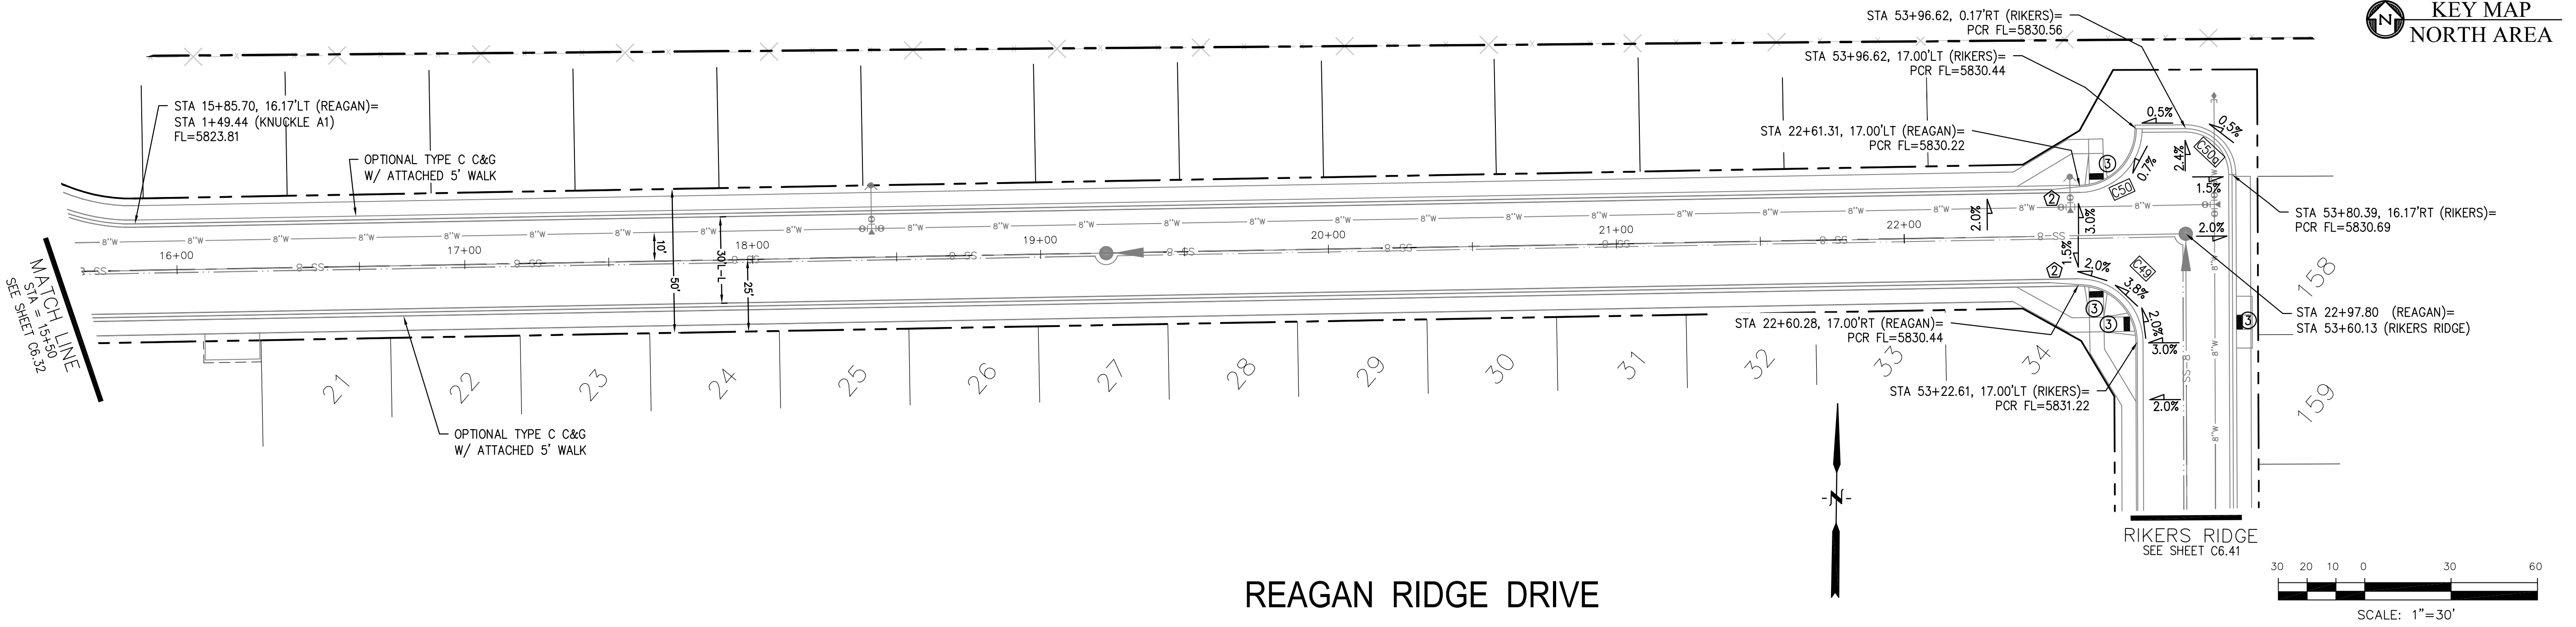 KEY MAP
NORTH AREA
N
STA 53+96.62, 0.17'RT (RIKERS)=
PCR FL=5830.56
STA 53+96.62, 17.00'LT (RIKERS)=
PCR FL=5830.44
STA 22+61.31, 17.00'LT (REAGAN)=
PCR FL=5830.22
STA 15+85.70, 16.17'LT (REAGAN)=
STA 1+49.44 (KNUCKLE A1)
FL=5823.81
OPTIONAL TYPE C C&G
W/ ATTACHED 5' WALK
0.5%
0.5%
C50a
2.4%
0.7%
C50
1.5%
3
2
2.0%
3.0%
2.0%
1.5%
STA 53+80.39, 16.17'RT (RIKERS)=
PCR FL=5830.69
8"W
16+00
17+00
18+00
19+00
20+00
21+00
22+00
8-SS
10'
30'L-L
25'
50'
MATCH LINE
STA = 15+50
SEE SHEET C6.32
2
2.0%
C49
3.8%
2.0%
3.0%
2.0%
3
3
3
STA 22+97.80 (REAGAN)=
STA 53+60.13 (RIKERS RIDGE)
STA 22+60.28, 17.00'RT (REAGAN)=
PCR FL=5830.44
STA 53+22.61, 17.00'LT (RIKERS)=
PCR FL=5831.22
21
22
23
24
25
26
27
28
29
30
31
32
33
34
158
159
OPTIONAL TYPE C C&G
W/ ATTACHED 5' WALK
N
RIKERS RIDGE
SEE SHEET C6.41
REAGAN RIDGE DRIVE
30 20 10 0 30 60
SCALE: 1"=30'